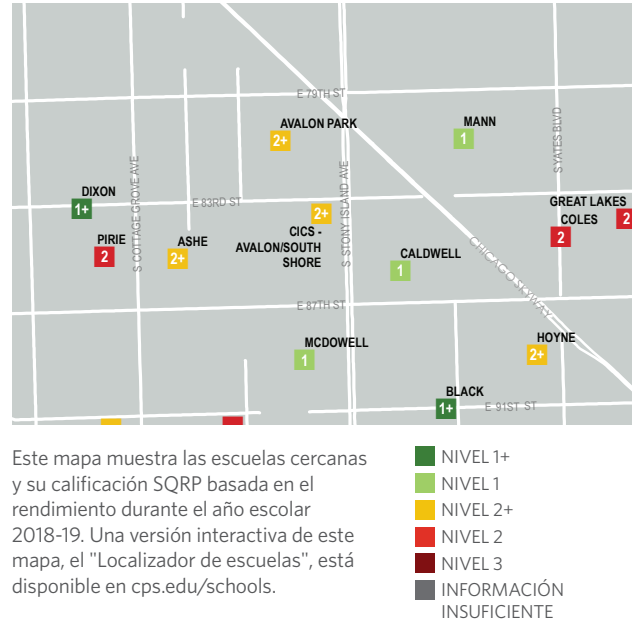 E 79TH ST
AVALON PARK
2+
MANN
1
S YATES BLVD
DIXON
1+
E 83RD ST
S COTTAGE GROVE AVE
PIRIE
2
ASHE
2+
2+
CICS -
AVALON/SOUTH
SHORE
S STONY ISLAND AVE
GREAT LAKES
2
COLES
2
CALDWELL
1
CHICAGO SKYWAY
E 87TH ST
MCDOWELL
1
HOYNE
2+
BLACK
1+
E 91ST ST
Este mapa muestra las escuelas cercanas
y su calificación SQRP basada en el
rendimiento durante el año escolar
2018-19. Una versión interactiva de este
mapa, el "Localizador de escuelas", está
disponible en cps.edu/schools.
NIVEL 1+
NIVEL 1
NIVEL 2+
NIVEL 2
NIVEL 3
INFORMACIÓN
INSUFICIENTE